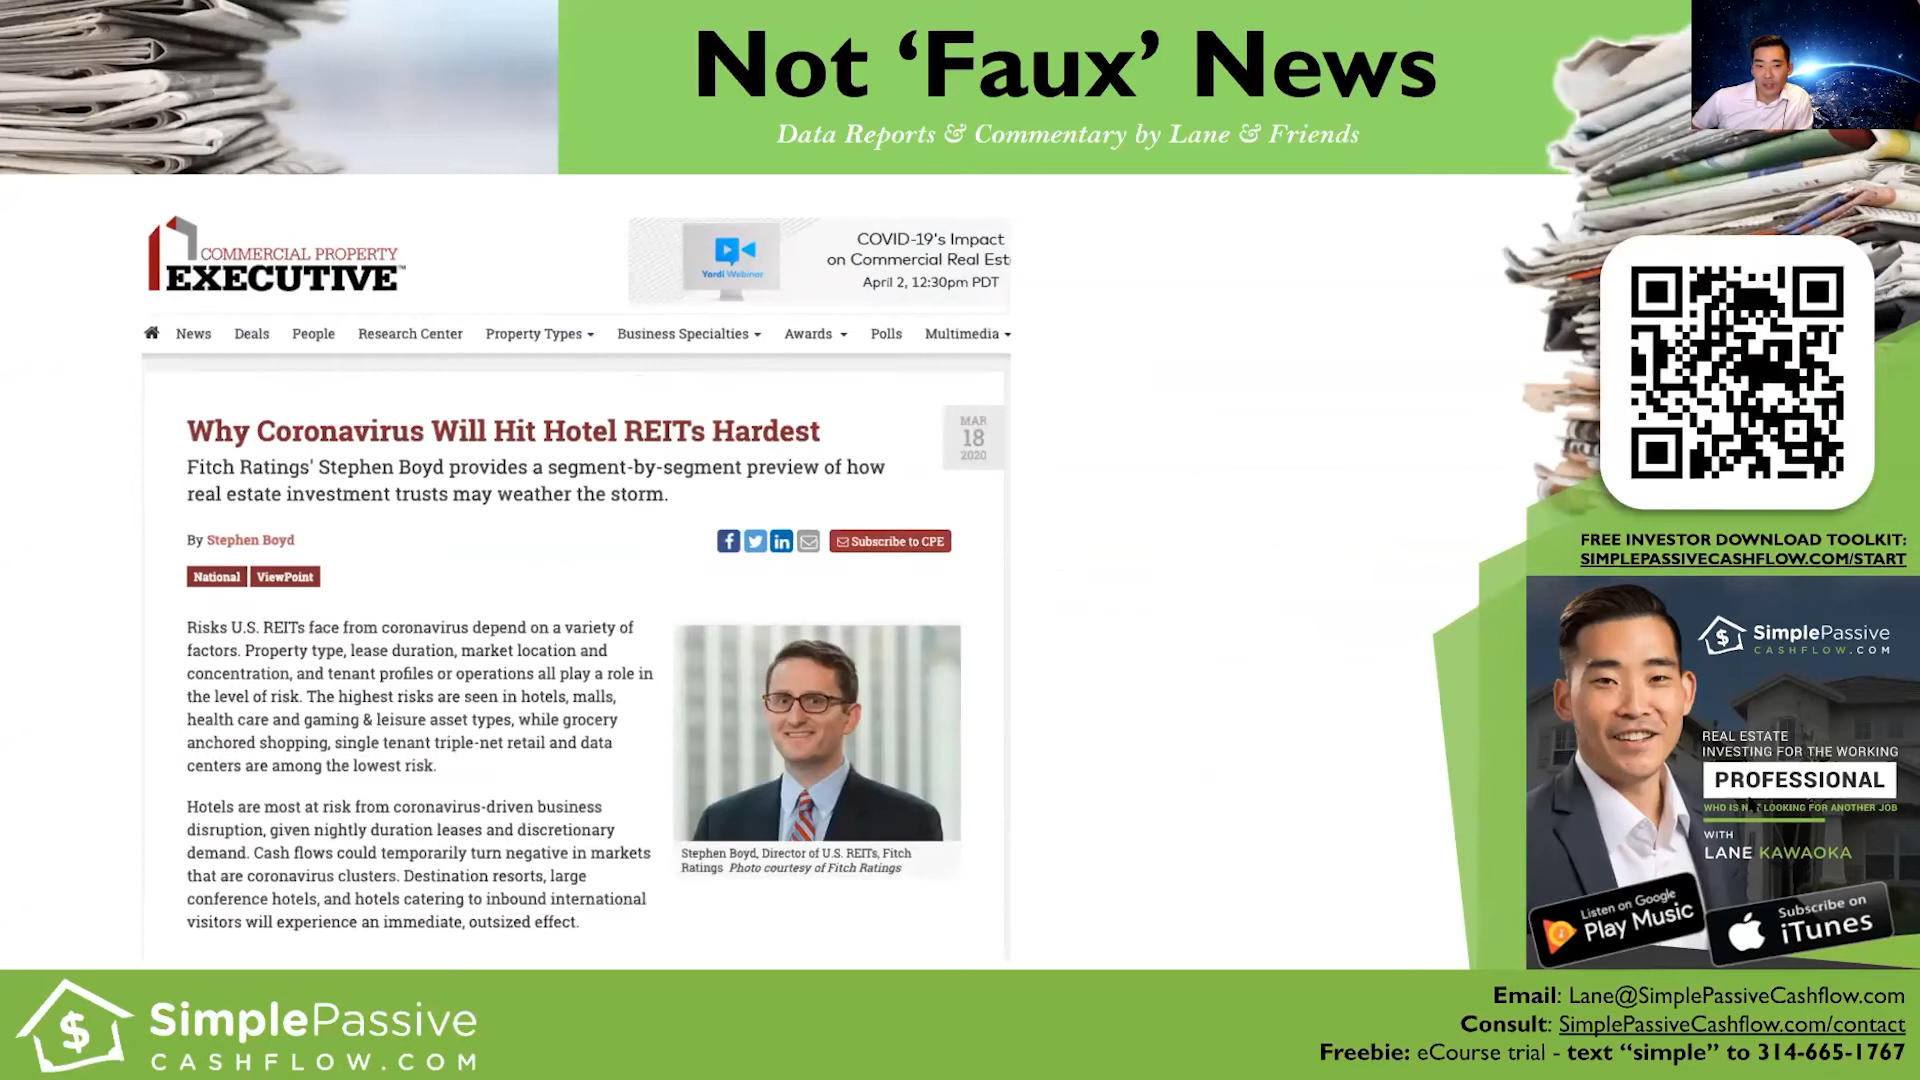 Not ‘Faux’ News
Data Reports & Commentary by Lane & Friends
COMMERCIAL PROPERTY
EXECUTIVE™
Yardi Webinar
COVID-19's Impact
on Commercial Real Est
April 2, 12:30pm PDT
News Deals People Research Center Property Types Business Specialties Awards Polls Multimedia
Why Coronavirus Will Hit Hotel REITs Hardest
MAR
18
2020
Fitch Ratings' Stephen Boyd provides a segment-by-segment preview of how
real estate investment trusts may weather the storm.
By Stephen Boyd
Subscribe to CPE
National ViewPoint
Risks U.S. REITs face from coronavirus depend on a variety of
factors. Property type, lease duration, market location and
concentration, and tenant profiles or operations all play a role in
the level of risk. The highest risks are seen in hotels, malls,
health care and gaming & leisure asset types, while grocery
anchored shopping, single tenant triple-net retail and data
centers are among the lowest risk.
Hotels are most at risk from coronavirus-driven business
disruption, given nightly duration leases and discretionary
demand. Cash flows could temporarily turn negative in markets
that are coronavirus clusters. Destination resorts, large
conference hotels, and hotels catering to inbound international
visitors will experience an immediate, outsized effect.
Stephen Boyd, Director of U.S. REITs, Fitch
Ratings Photo courtesy of Fitch Ratings
FREE INVESTOR DOWNLOAD TOOLKIT:
SIMPLEPASSIVECASHFLOW.COM/START
SimplePassive
CASHFLOW.COM
REAL ESTATE
INVESTING FOR THE WORKING
PROFESSIONAL
WHO IS NOT LOOKING FOR ANOTHER JOB
WITH
LANE KAWAOKA
Listen on Google
Play Music
Subscribe on
iTunes
SimplePassive
CASHFLOW.COM
Email: Lane@SimplePassiveCashflow.com
Consult: SimplePassiveCashflow.com/contact
Freebie: eCourse trial - text “simple” to 314-665-1767